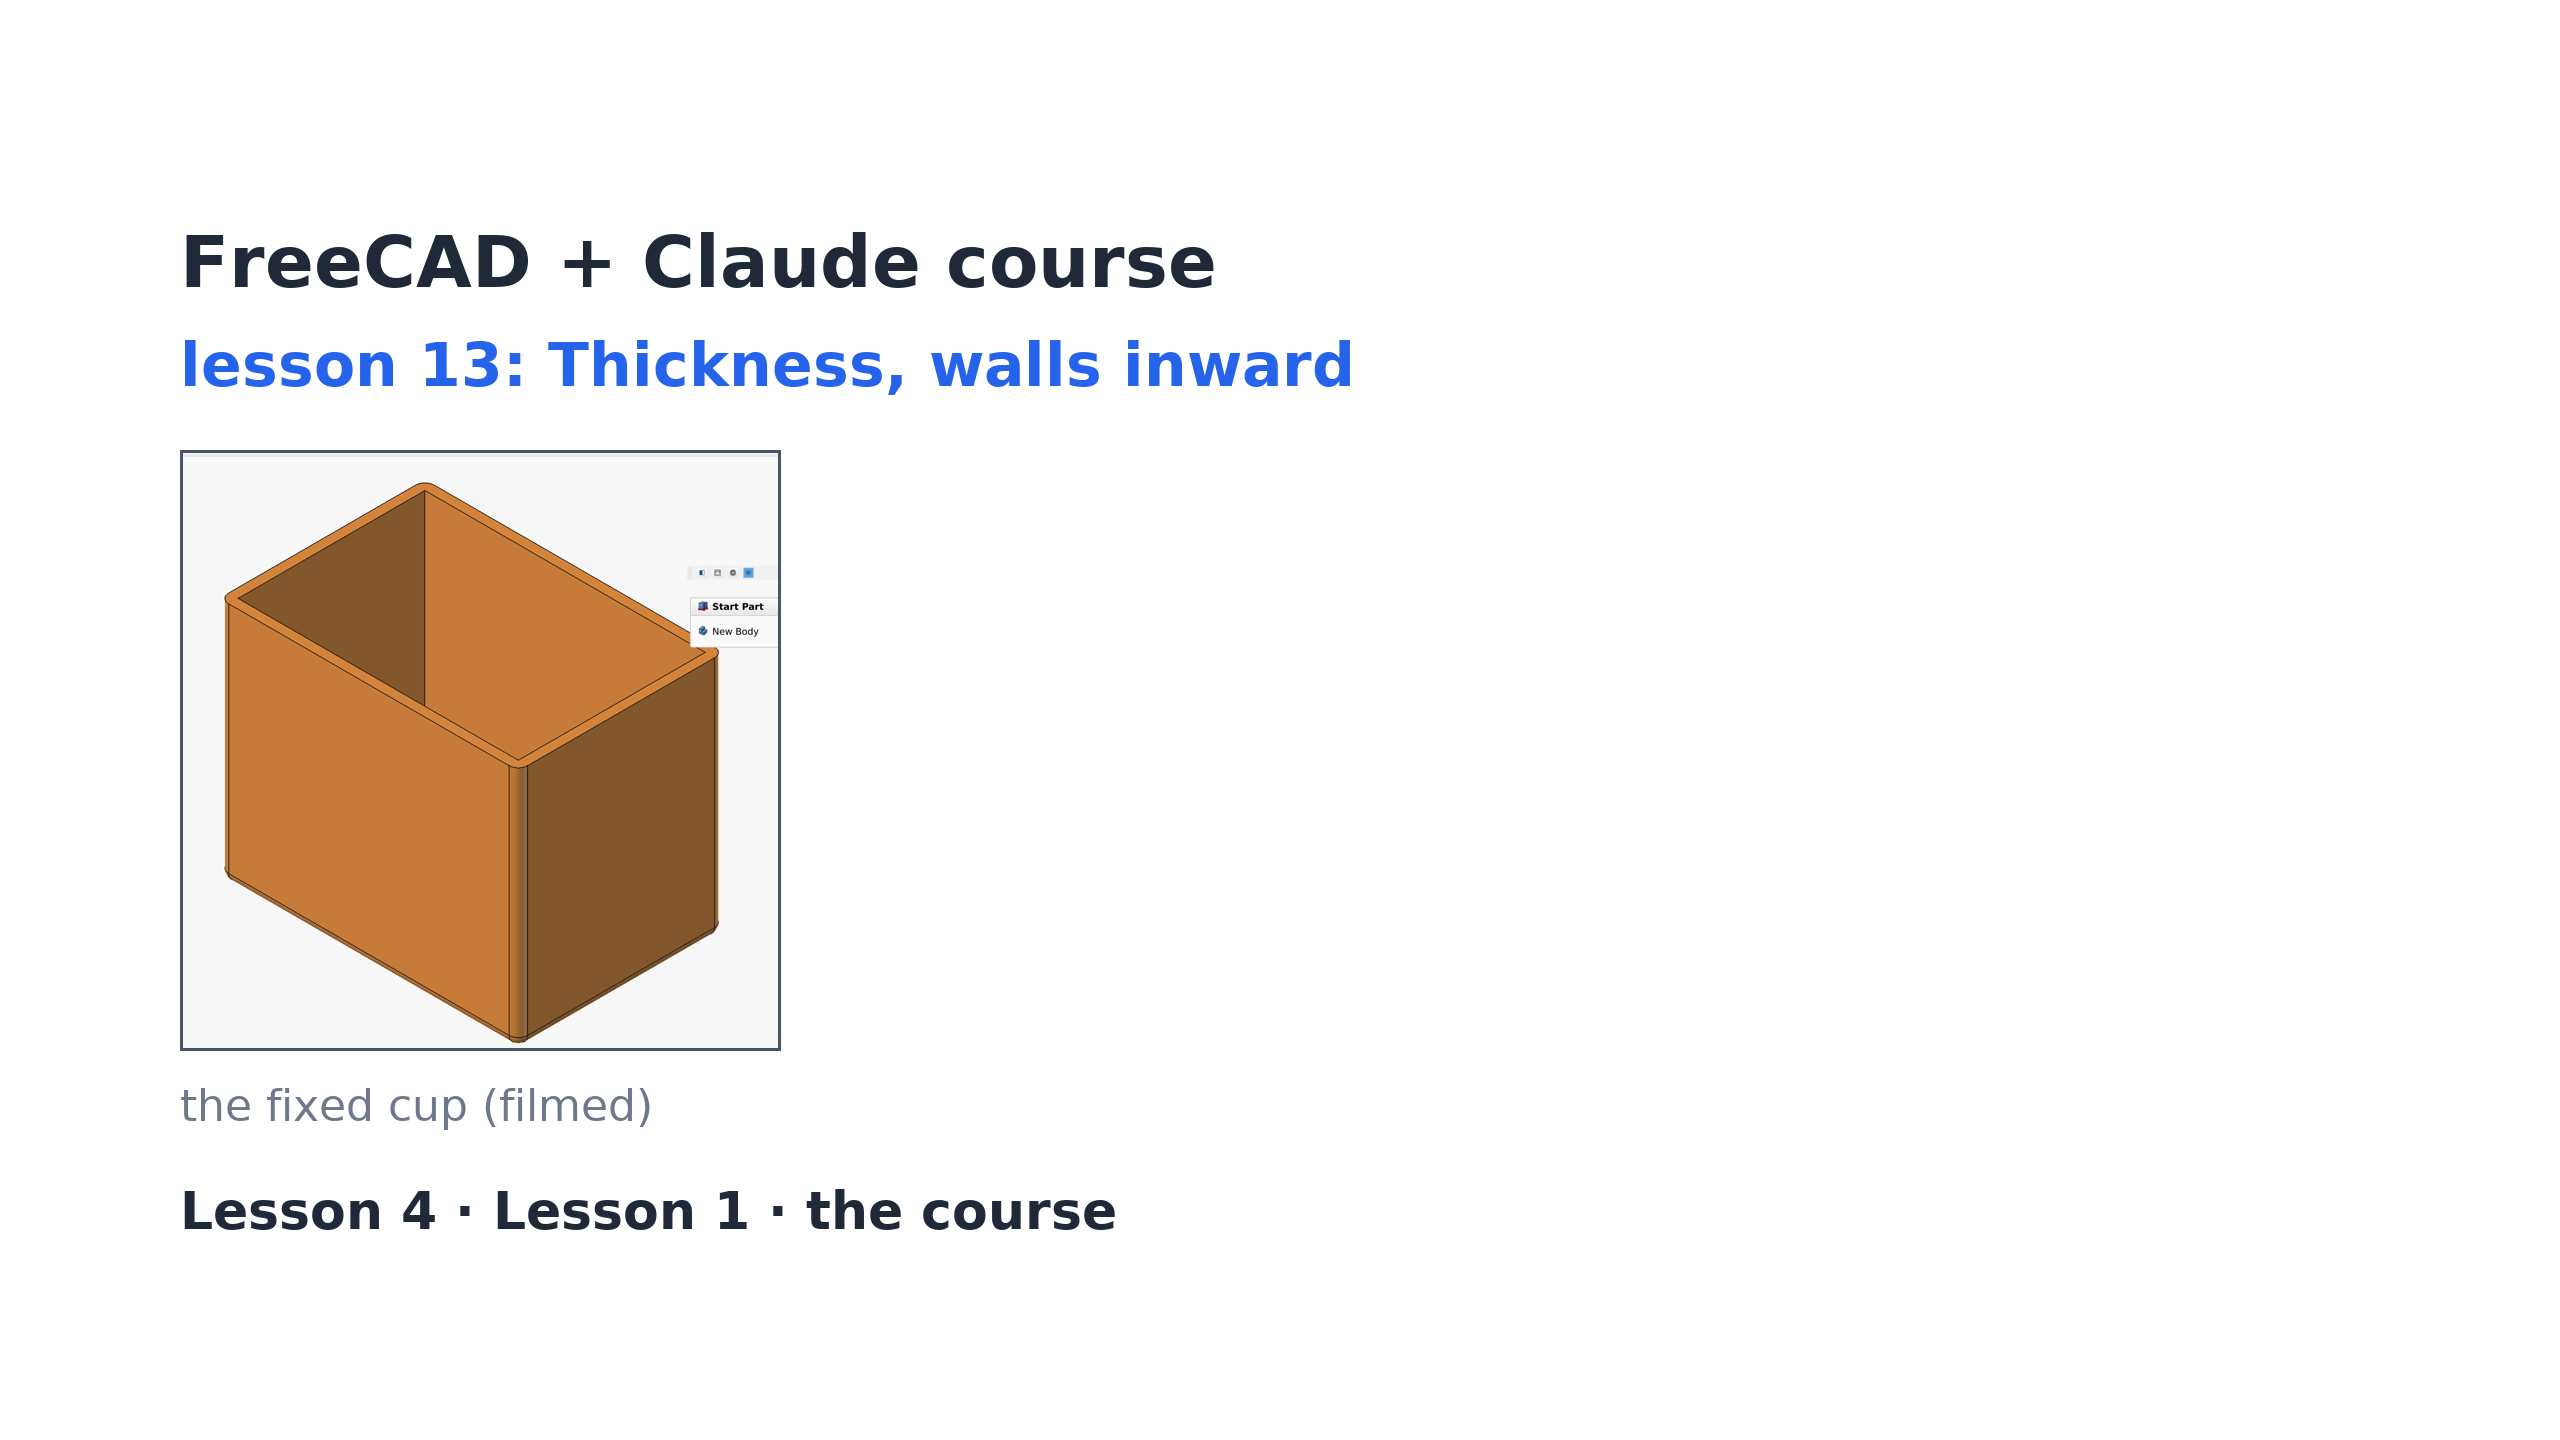 FreeCAD + Claude course
lesson 13: Thickness, walls inward
Start Part
New Body
the fixed cup (filmed)
Lesson 4 · Lesson 1 · the course